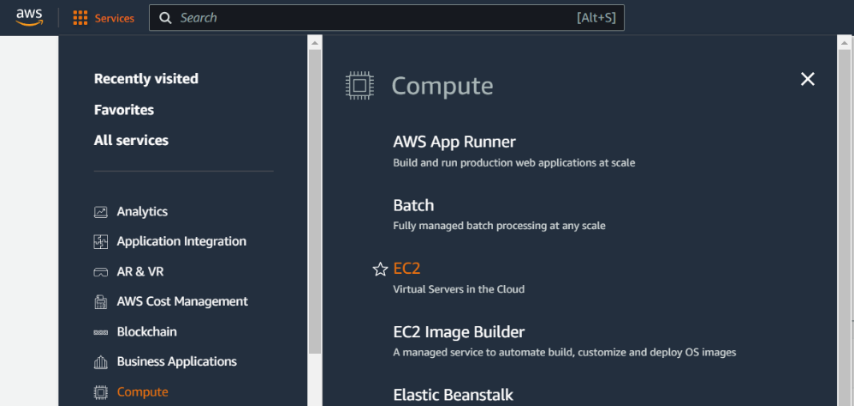 aws
Services
Search
[Alt+S]
Recently visited
Favorites
All services
Analytics
Application Integration
AR & VR
AWS Cost Management
Blockchain
Business Applications
Compute
Compute
AWS App Runner
Build and run production web applications at scale
Batch
Fully managed batch processing at any scale
EC2
Virtual Servers in the Cloud
EC2 Image Builder
A managed service to automate build, customize and deploy OS images
Elastic Beanstalk